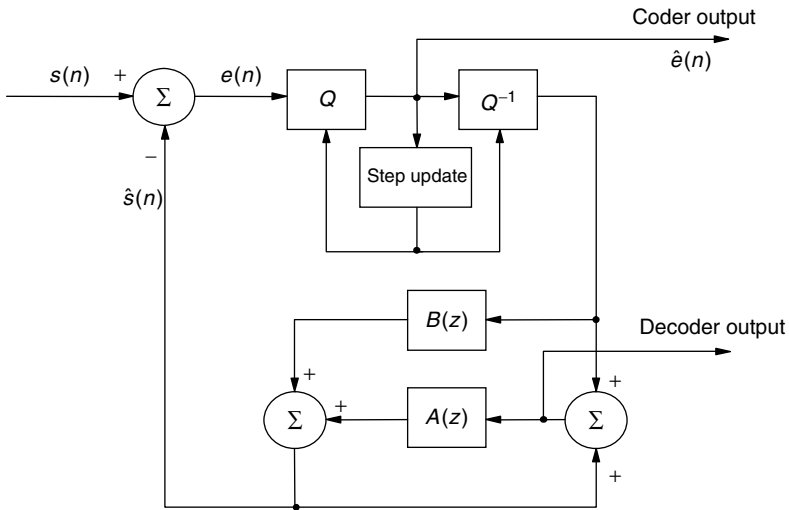 Coder output
s(n) + Σ e(n) Q Q⁻¹ ê(n)
−
Step update
ŝ(n)
B(z)
Decoder output
+ +
Σ + A(z) Σ
+